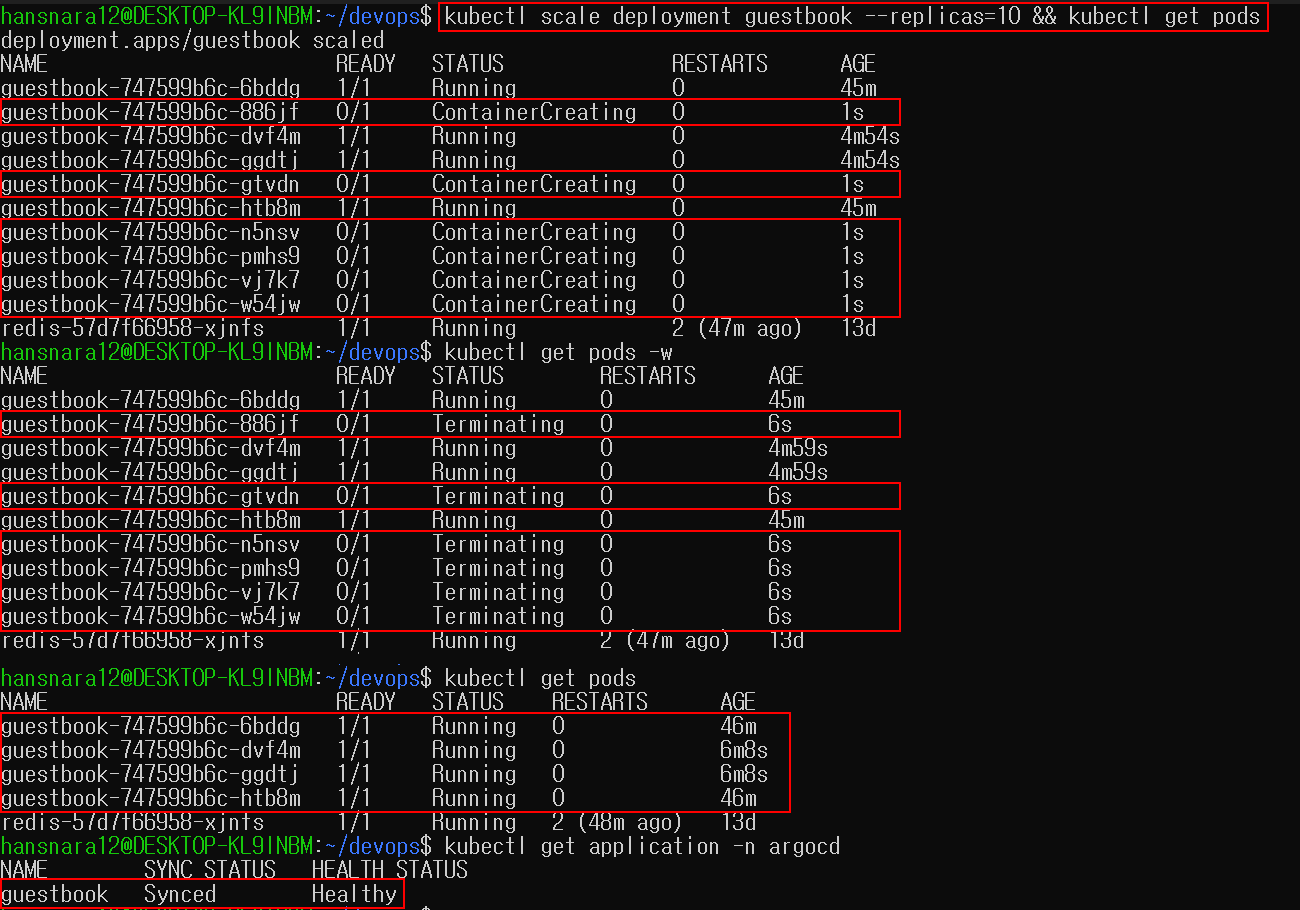 hansnara12@DESKTOP-KL9INBM:~/devops$ kubectl scale deployment guestbook --replicas=10 && kubectl get pods
deployment.apps/guestbook scaled
NAME READY STATUS RESTARTS AGE
guestbook-747599b6c-6bddg 1/1 Running 0 45m
guestbook-747599b6c-886jf 0/1 ContainerCreating 0 1s
guestbook-747599b6c-dvf4m 1/1 Running 0 4m54s
guestbook-747599b6c-ggdtj 1/1 Running 0 4m54s
guestbook-747599b6c-gtvdn 0/1 ContainerCreating 0 1s
guestbook-747599b6c-htb8m 1/1 Running 0 45m
guestbook-747599b6c-n5nsv 0/1 ContainerCreating 0 1s
guestbook-747599b6c-pmhs9 0/1 ContainerCreating 0 1s
guestbook-747599b6c-vj7k7 0/1 ContainerCreating 0 1s
guestbook-747599b6c-w54jw 0/1 ContainerCreating 0 1s
redis-57d7f66958-xjnfs 1/1 Running 2 (47m ago) 13d
hansnara12@DESKTOP-KL9INBM:~/devops$ kubectl get pods -w
NAME READY STATUS RESTARTS AGE
guestbook-747599b6c-6bddg 1/1 Running 0 45m
guestbook-747599b6c-886jf 0/1 Terminating 0 6s
guestbook-747599b6c-dvf4m 1/1 Running 0 4m59s
guestbook-747599b6c-ggdtj 1/1 Running 0 4m59s
guestbook-747599b6c-gtvdn 0/1 Terminating 0 6s
guestbook-747599b6c-htb8m 1/1 Running 0 45m
guestbook-747599b6c-n5nsv 0/1 Terminating 0 6s
guestbook-747599b6c-pmhs9 0/1 Terminating 0 6s
guestbook-747599b6c-vj7k7 0/1 Terminating 0 6s
guestbook-747599b6c-w54jw 0/1 Terminating 0 6s
redis-57d7f66958-xjnfs 1/1 Running 2 (47m ago) 13d
hansnara12@DESKTOP-KL9INBM:~/devops$ kubectl get pods
NAME READY STATUS RESTARTS AGE
guestbook-747599b6c-6bddg 1/1 Running 0 46m
guestbook-747599b6c-dvf4m 1/1 Running 0 6m8s
guestbook-747599b6c-ggdtj 1/1 Running 0 6m8s
guestbook-747599b6c-htb8m 1/1 Running 0 46m
redis-57d7f66958-xjnfs 1/1 Running 2 (48m ago) 13d
hansnara12@DESKTOP-KL9INBM:~/devops$ kubectl get application -n argocd
NAME SYNC STATUS HEALTH STATUS
guestbook Synced Healthy